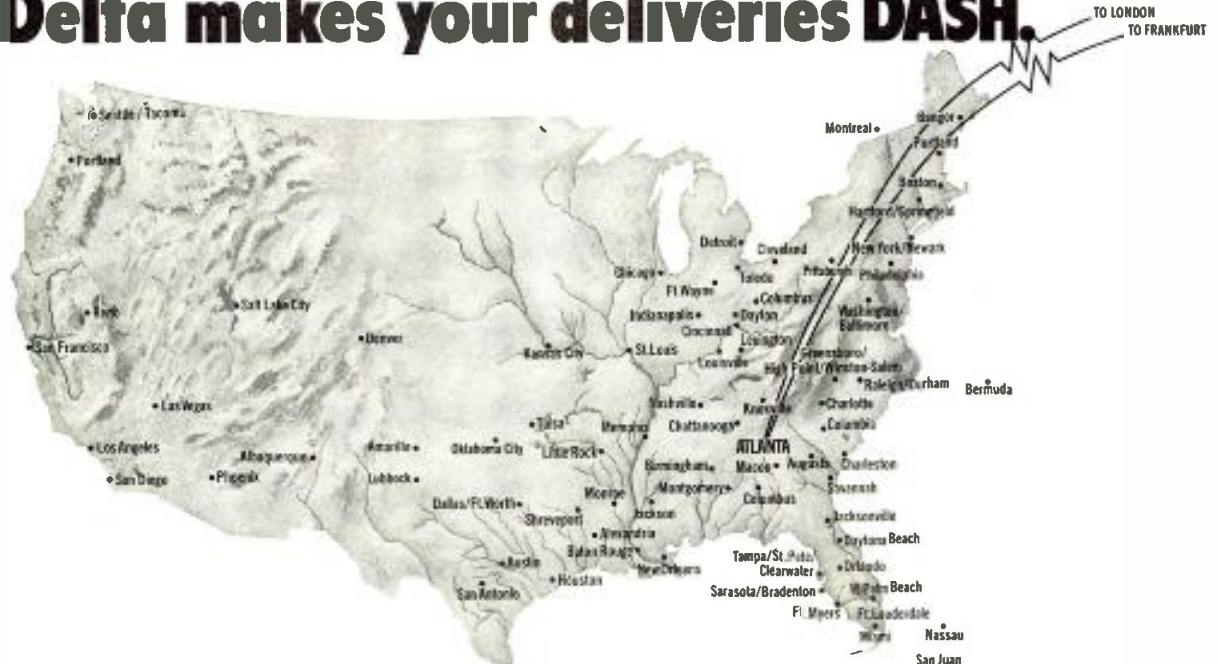 Delta makes your deliveries DASH.
TO LONDON
TO FRANKFURT
Seattle/Tacoma
Portland
Montreal
Bangor
Portland
Boston
Hartford/Springfield
Detroit
Cleveland
New York/Newark
Chicago
Toledo
Pittsburgh
Philadelphia
Ft Wayne
Columbus
Reno
Salt Lake City
Indianapolis
Dayton
Washington/
Baltimore
Cincinnati
Lexington
San Francisco
Denver
Kansas City
St. Louis
Louisville
Greensboro/
High Point/Winston-Salem
Raleigh/Durham
Bermuda
Las Vegas
Nashville
Knoxville
Charlotte
Tulsa
Memphis
Chattanooga
Columbia
Los Angeles
Albuquerque
Amarillo
Oklahoma City
Little Rock
ATLANTA
San Diego
Phoenix
Lubbock
Birmingham
Macon
Augusta
Charleston
Montgomery
Columbus
Savannah
Dallas/Ft.Worth
Monroe
Shreveport
Jackson
Jacksonville
Alexandria
Baton Rouge
Daytona Beach
Austin
New Orleans
Tampa/St. Pete/
Clearwater
Orlando
San Antonio
Houston
Sarasota/Bradenton
W. Palm Beach
Ft. Myers
Ft. Lauderdale
Miami
Nassau
San Juan